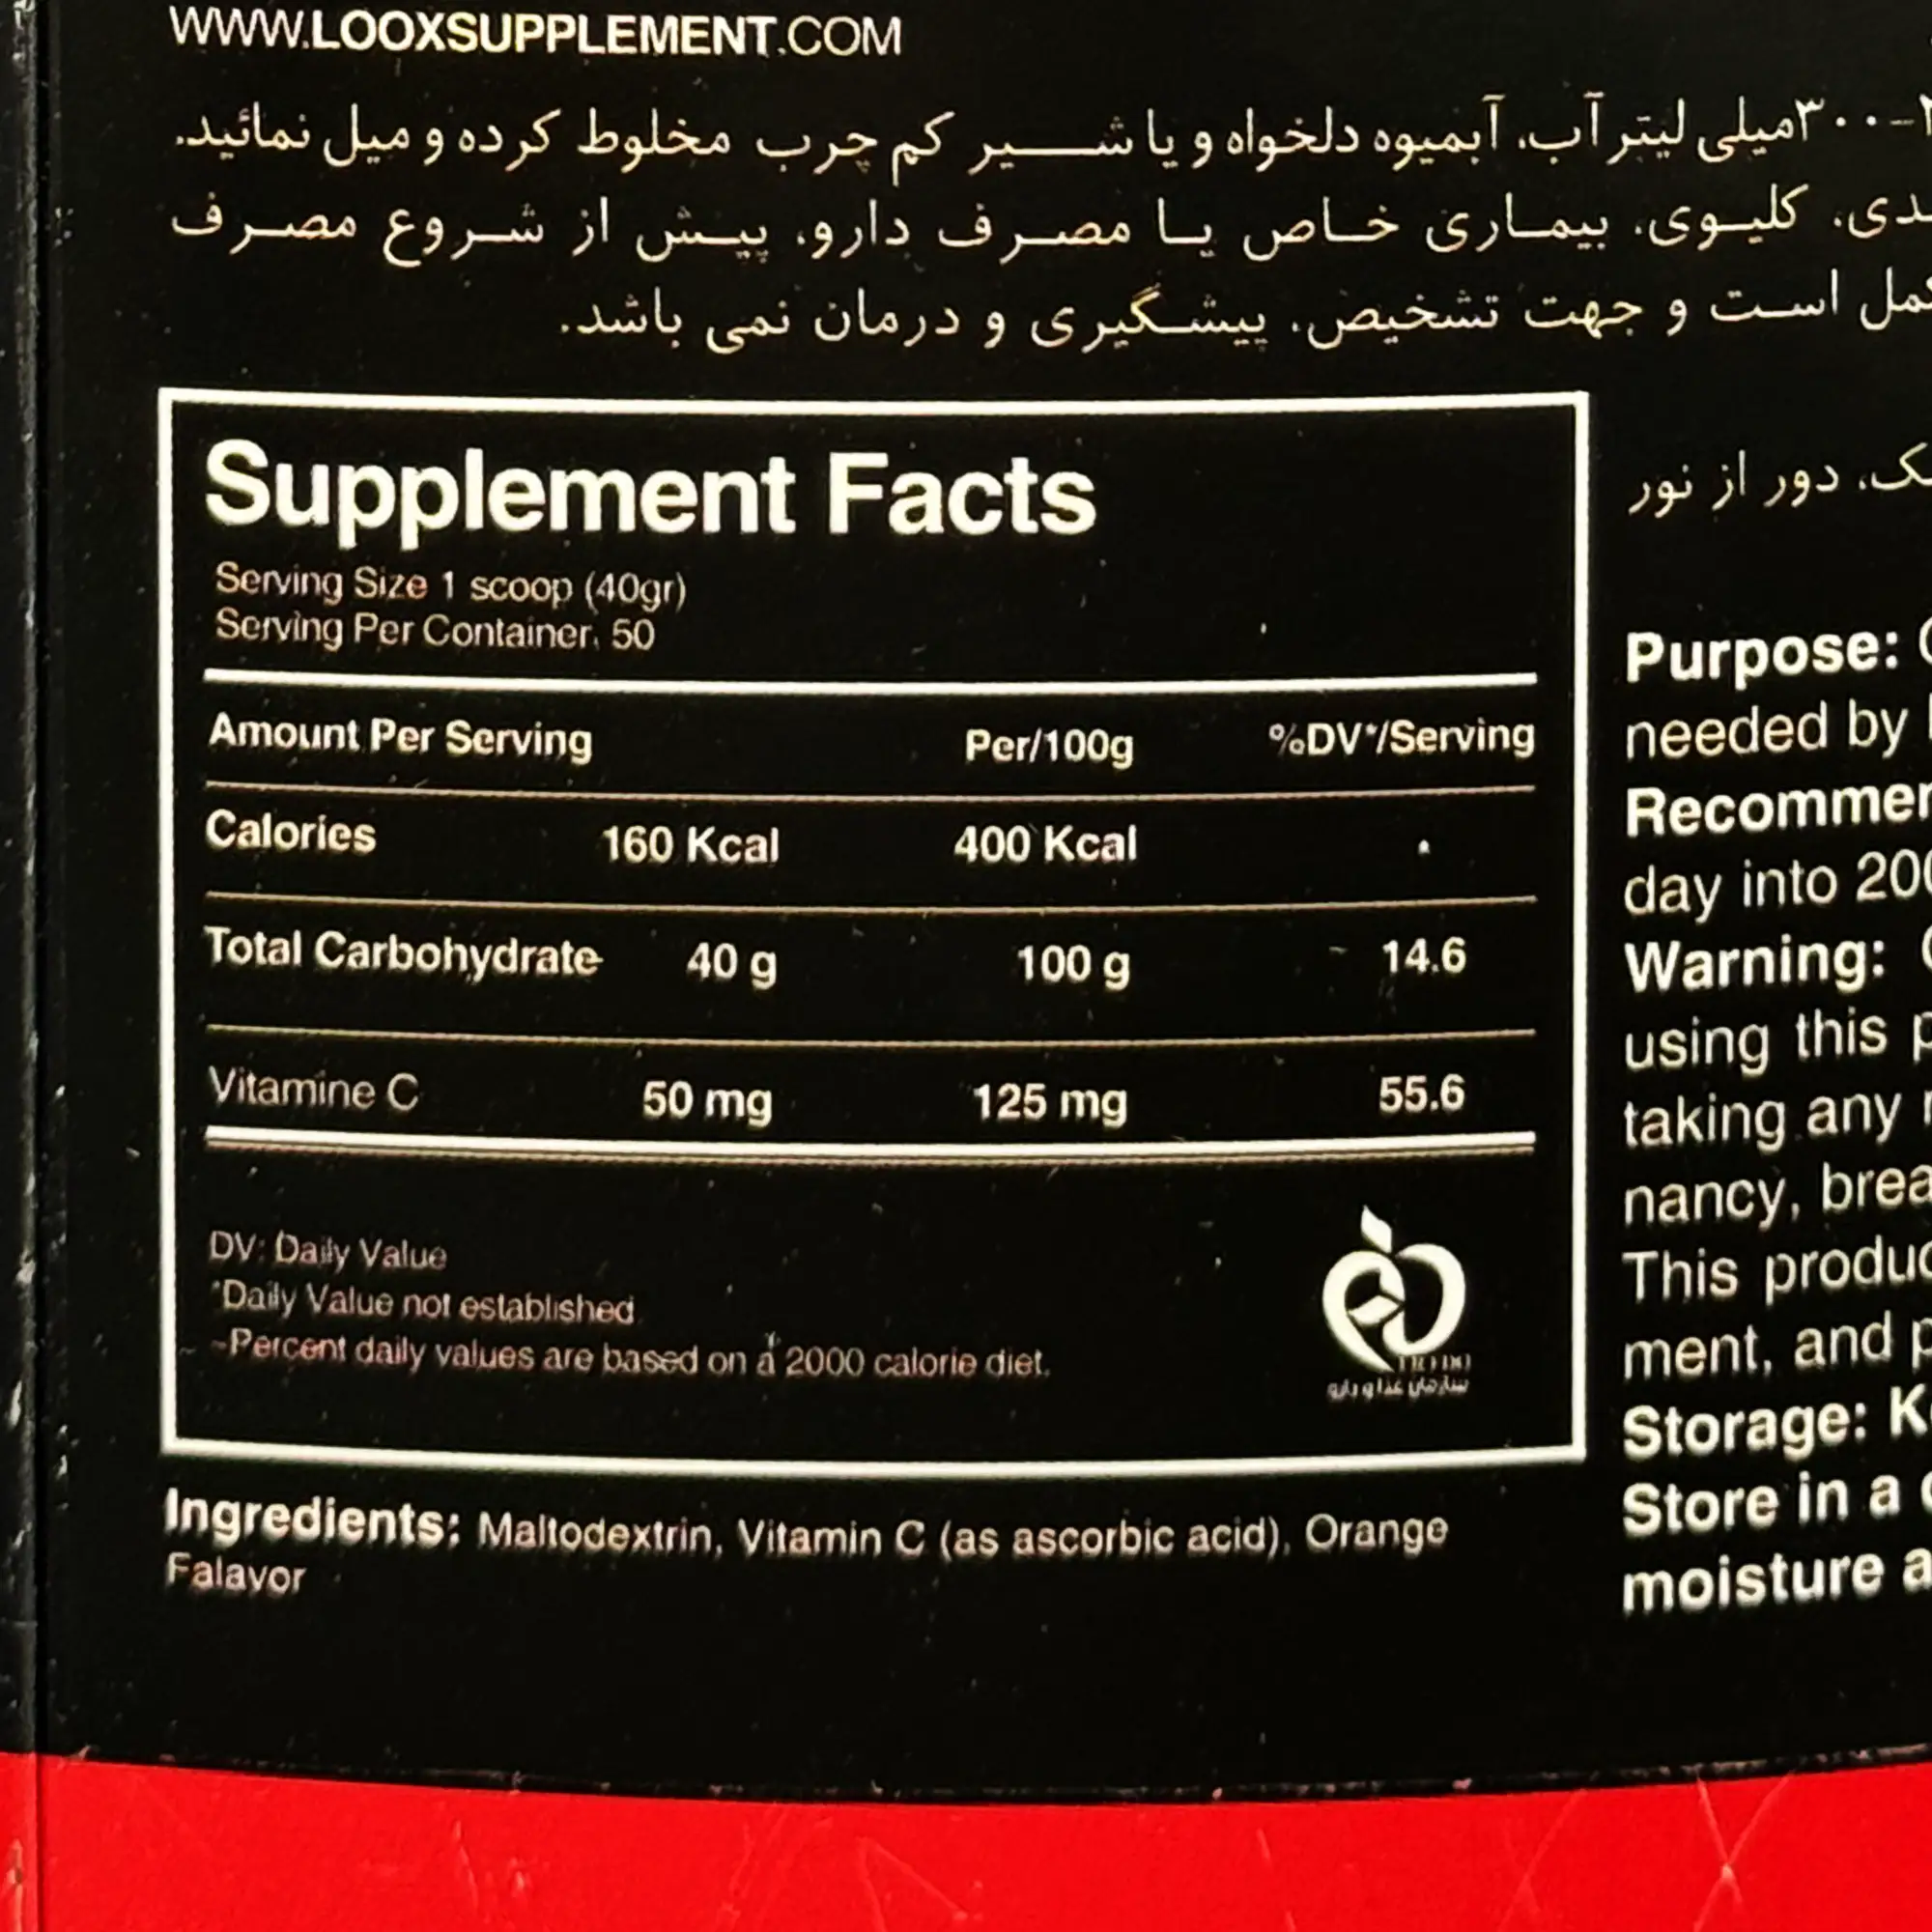 WWW.LOOXSUPPLEMENT.COM
۳۰۰-میلی لیتر آب، آبمیوه دلخواه و یا شیر کم چرب مخلوط کرده و میل نمائید.
کلیوی، بیماری خاص یا مصرف دارو، پیش از شروع مصرف
است و جهت تشخیص، پیشگیری و درمان نمی باشد.
دور از نور
Supplement Facts
Serving Size 1 scoop (40gr)
Serving Per Container, 50
Amount Per Serving Per/100g %DV*/Serving
Calories 160 Kcal 400 Kcal
Total Carbohydrate 40 g 100 g 14.6
Vitamine C 50 mg 125 mg 55.6
DV: Daily Value
*Daily Value not established
~Percent daily values are based on a 2000 calorie diet.
سازمان غذا و دارو
Ingredients: Maltodextrin, Vitamin C (as ascorbic acid), Orange
Falavor
Purpose:
needed by
Recommen
day into 200
Warning:
using this p
taking any
nancy, brea
This produc
ment, and p
Storage: K
Store in a
moisture a